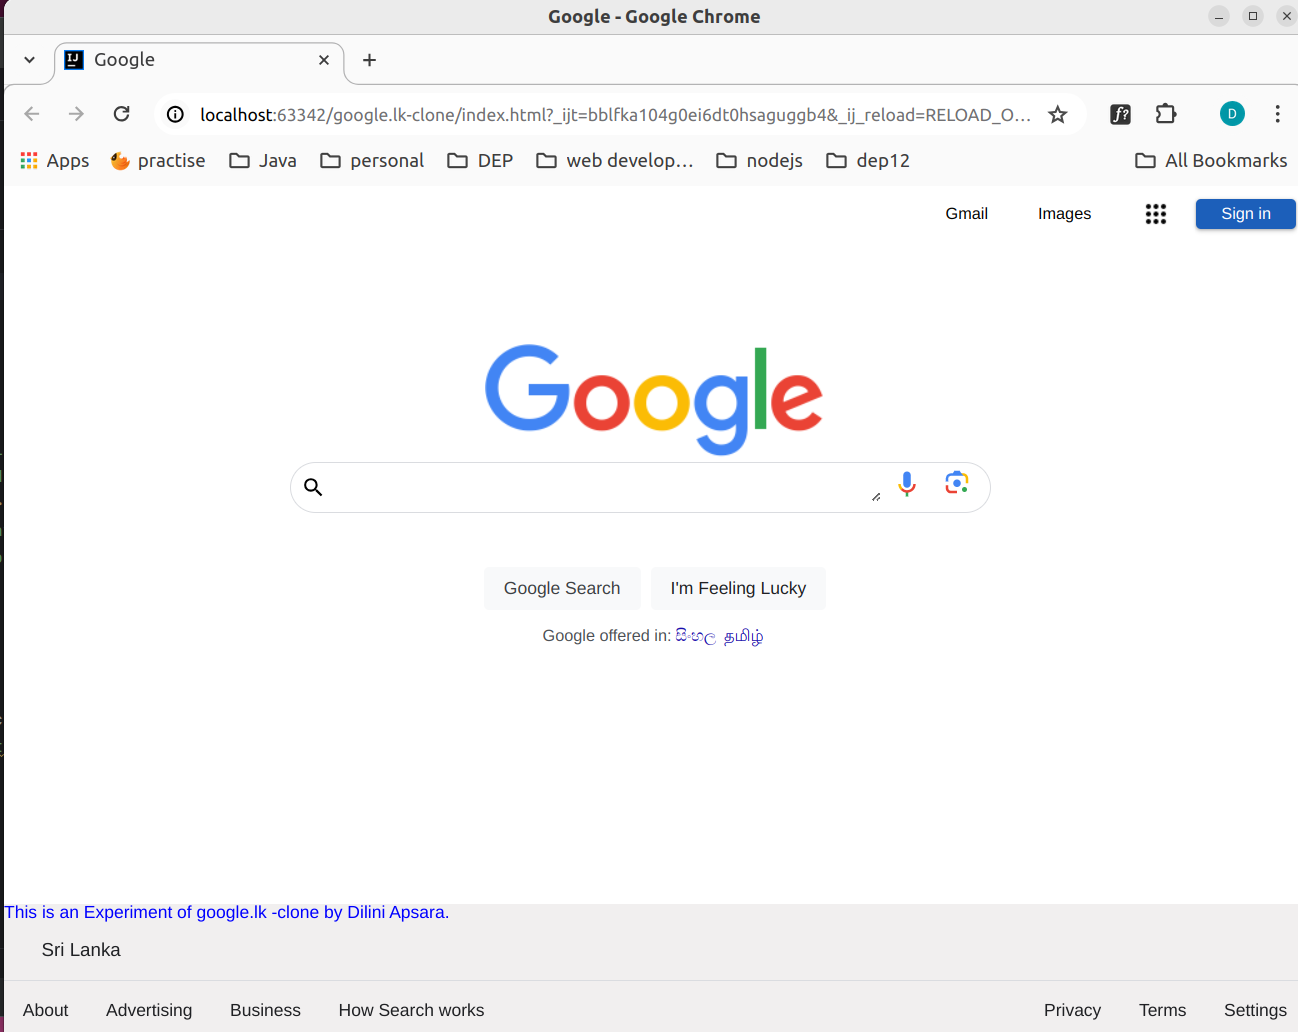 Google - Google Chrome
Google
localhost:63342/google.lk-clone/index.html?_ijt=bblfka104g0ei6dt0hsaguggb4&_ij_reload=RELOAD_O...
Apps practise Java personal DEP web develop... nodejs dep12 All Bookmarks
Gmail Images Sign in
Google
Google Search I'm Feeling Lucky
Google offered in: සිංහල தமிழ்
This is an Experiment of google.lk -clone by Dilini Apsara.
Sri Lanka
About Advertising Business How Search works Privacy Terms Settings